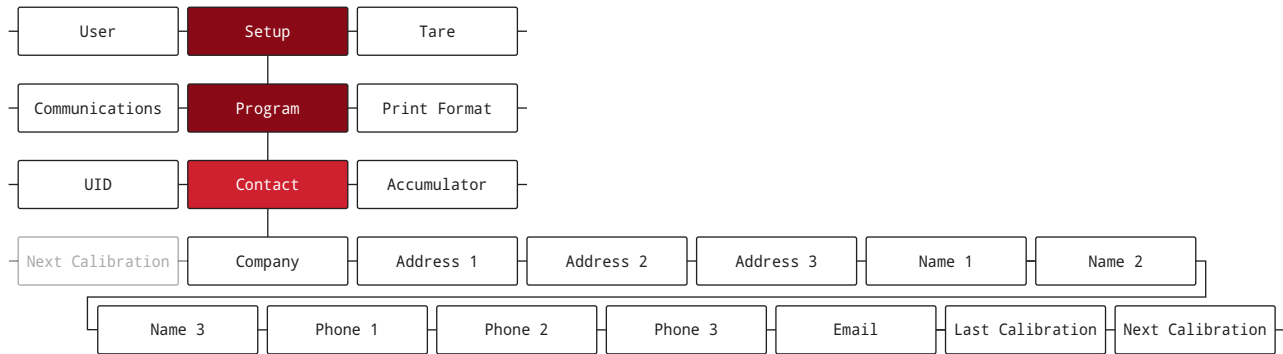 User Setup Tare
Communications Program Print Format
UID Contact Accumulator
Next Calibration Company Address 1 Address 2 Address 3 Name 1 Name 2
Name 3 Phone 1 Phone 2 Phone 3 Email Last Calibration Next Calibration